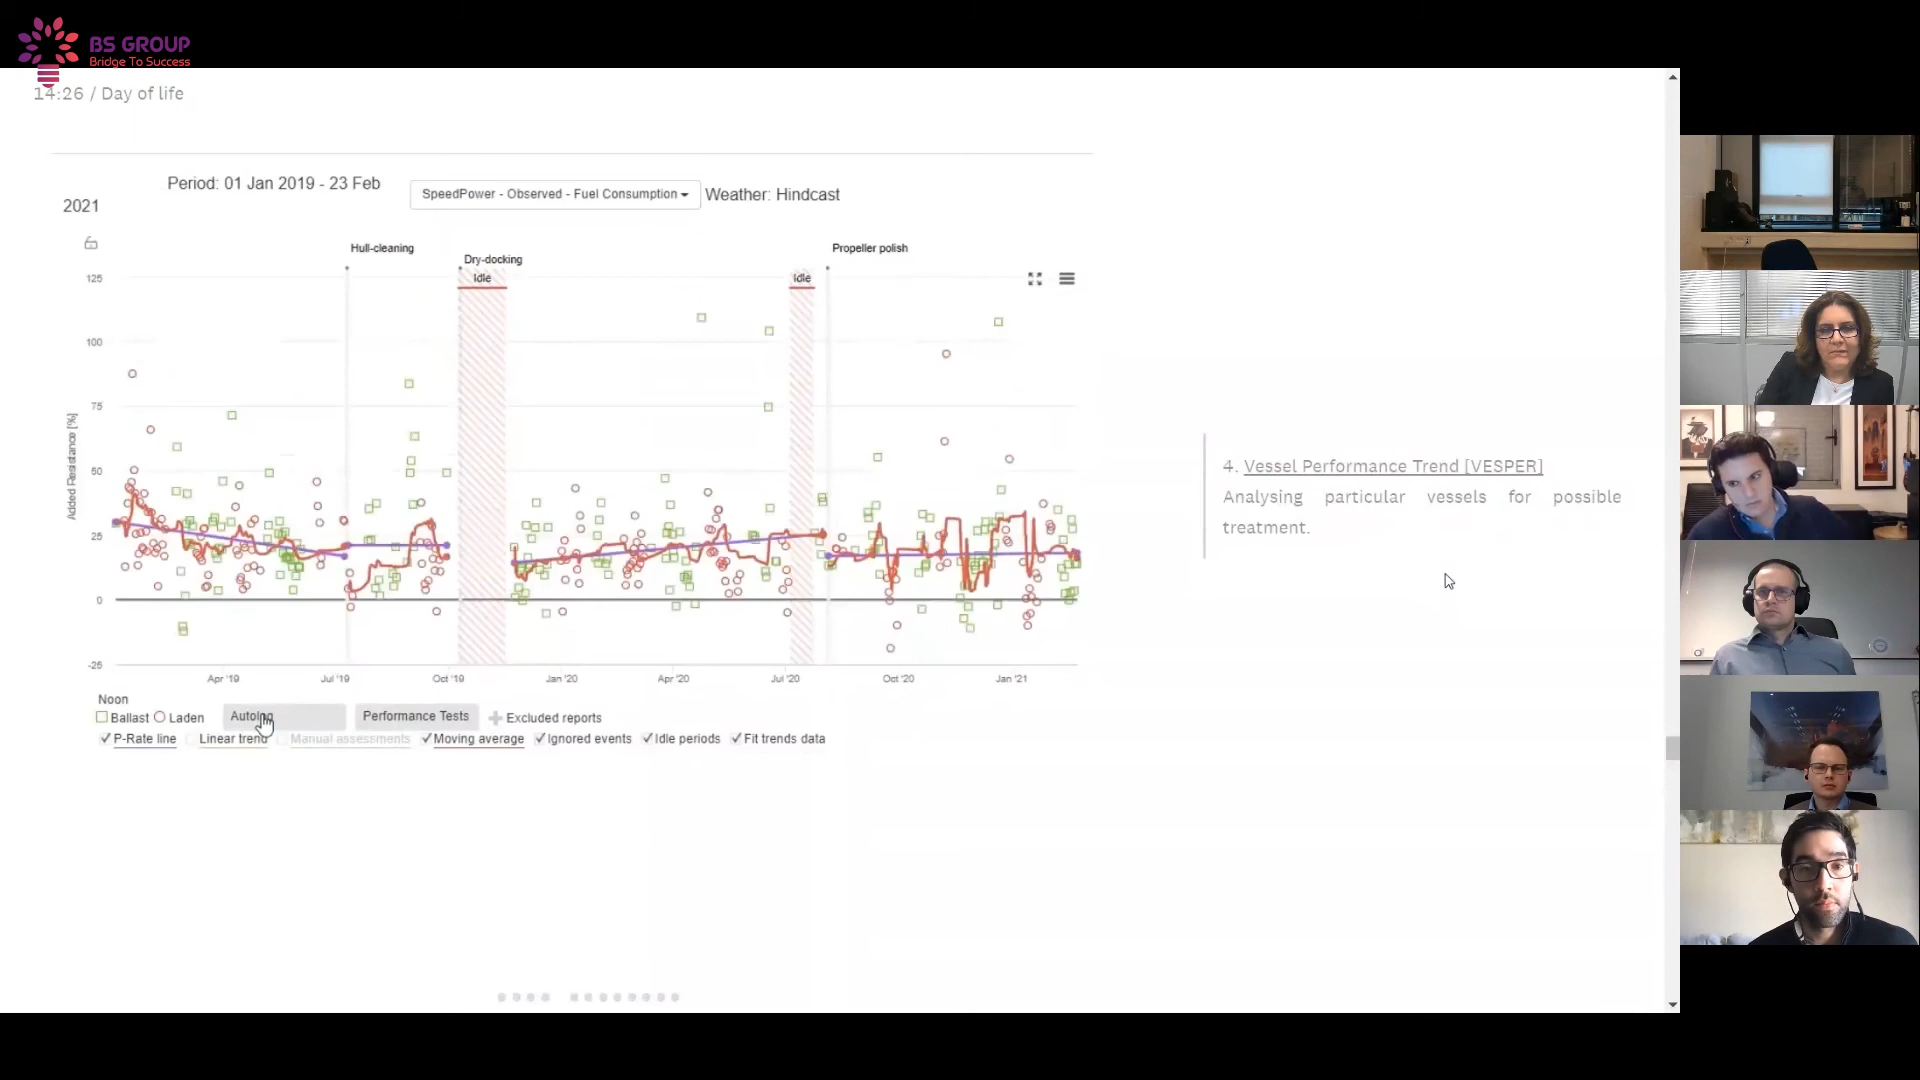 BS GROUP
Bridge To Success
14:26 / Day of life
Period: 01 Jan 2019 - 23 Feb
2021
SpeedPower - Observed - Fuel Consumption
Weather: Hindcast
Hull-cleaning
Dry-docking
Propeller polish
Idle
Idle
125
100
75
50
25
0
-25
Added Resistance [%]
Apr '19
Jul '19
Oct '19
Jan '20
Apr '20
Jul '20
Oct '20
Jan '21
Noon
Ballast Laden
Autolog
Performance Tests
Excluded reports
P-Rate line
Linear trend
Manual assessments
Moving average
Ignored events
Idle periods
Fit trends data
4. Vessel Performance Trend [VESPER]
Analysing particular vessels for possible
treatment.